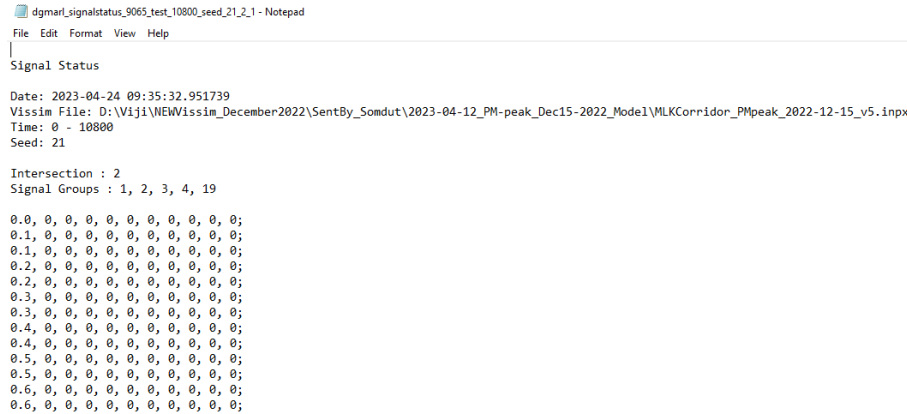 dgmarl_signalstatus_9065_test_10800_seed_21_2_1 - Notepad
File Edit Format View Help
Signal Status
Date: 2023-04-24 09:35:32.951739
Vissim File: D:\Viji\NEWVissim_December2022\SentBy_Somdut\2023-04-12_PM-peak_Dec15-2022_Model\MLKCorridor_PMpeak_2022-12-15_v5.inpx
Time: 0 - 10800
Seed: 21
Intersection : 2
Signal Groups : 1, 2, 3, 4, 19
0.0, 0, 0, 0, 0, 0, 0, 0, 0, 0, 0;
0.1, 0, 0, 0, 0, 0, 0, 0, 0, 0, 0;
0.1, 0, 0, 0, 0, 0, 0, 0, 0, 0, 0;
0.2, 0, 0, 0, 0, 0, 0, 0, 0, 0, 0;
0.2, 0, 0, 0, 0, 0, 0, 0, 0, 0, 0;
0.3, 0, 0, 0, 0, 0, 0, 0, 0, 0, 0;
0.3, 0, 0, 0, 0, 0, 0, 0, 0, 0, 0;
0.4, 0, 0, 0, 0, 0, 0, 0, 0, 0, 0;
0.4, 0, 0, 0, 0, 0, 0, 0, 0, 0, 0;
0.5, 0, 0, 0, 0, 0, 0, 0, 0, 0, 0;
0.5, 0, 0, 0, 0, 0, 0, 0, 0, 0, 0;
0.6, 0, 0, 0, 0, 0, 0, 0, 0, 0, 0;
0.6, 0, 0, 0, 0, 0, 0, 0, 0, 0, 0;